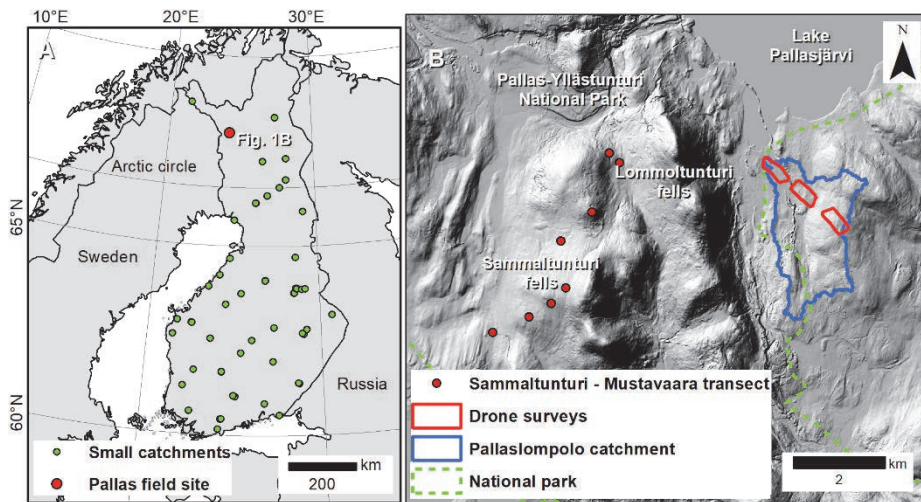 10°E
20°E
30°E
A
Fig. 1B
Arctic circle
65°N
Sweden
Russia
60°N
Small catchments
Pallas field site
km
200
B
Lake
Pallasjärvi
N
Pallas-Yllästunturi
National Park
Lommoltunturi
fells
Sammaltunturi
fells
Sammaltunturi - Mustavaara transect
Drone surveys
Pallaslompolo catchment
National park
km
2